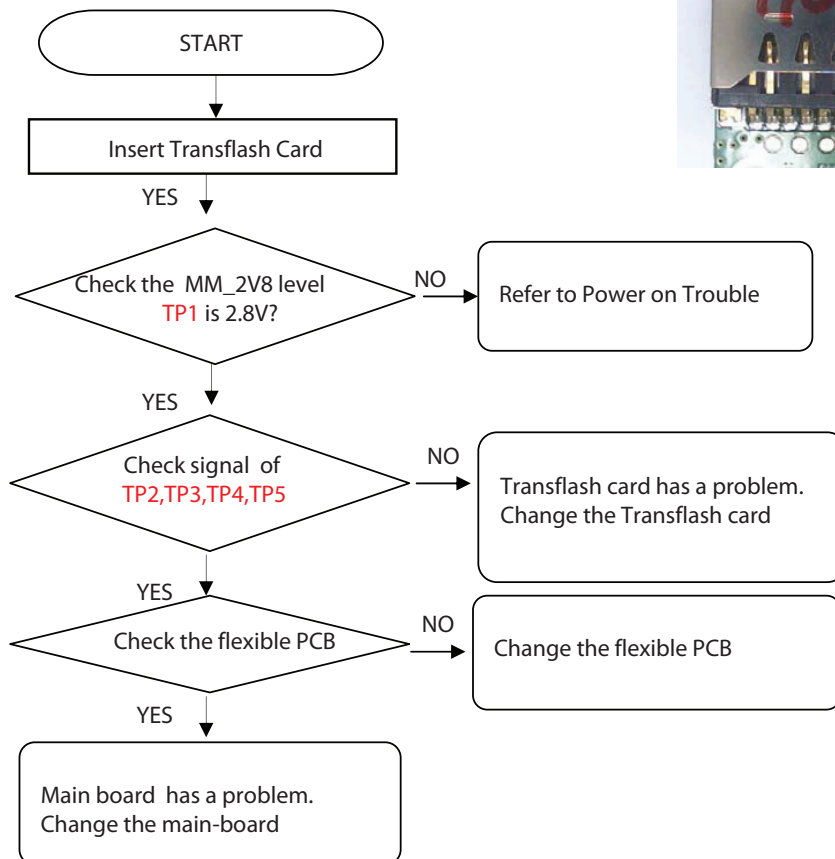 START
Insert Transflash Card
YES
Check the MM_2V8 level
TP1 is 2.8V?
NO
Refer to Power on Trouble
YES
Check signal of
TP2,TP3,TP4,TP5
NO
Transflash card has a problem.
Change the Transflash card
YES
Check the flexible PCB
NO
Change the flexible PCB
YES
Main board has a problem.
Change the main-board